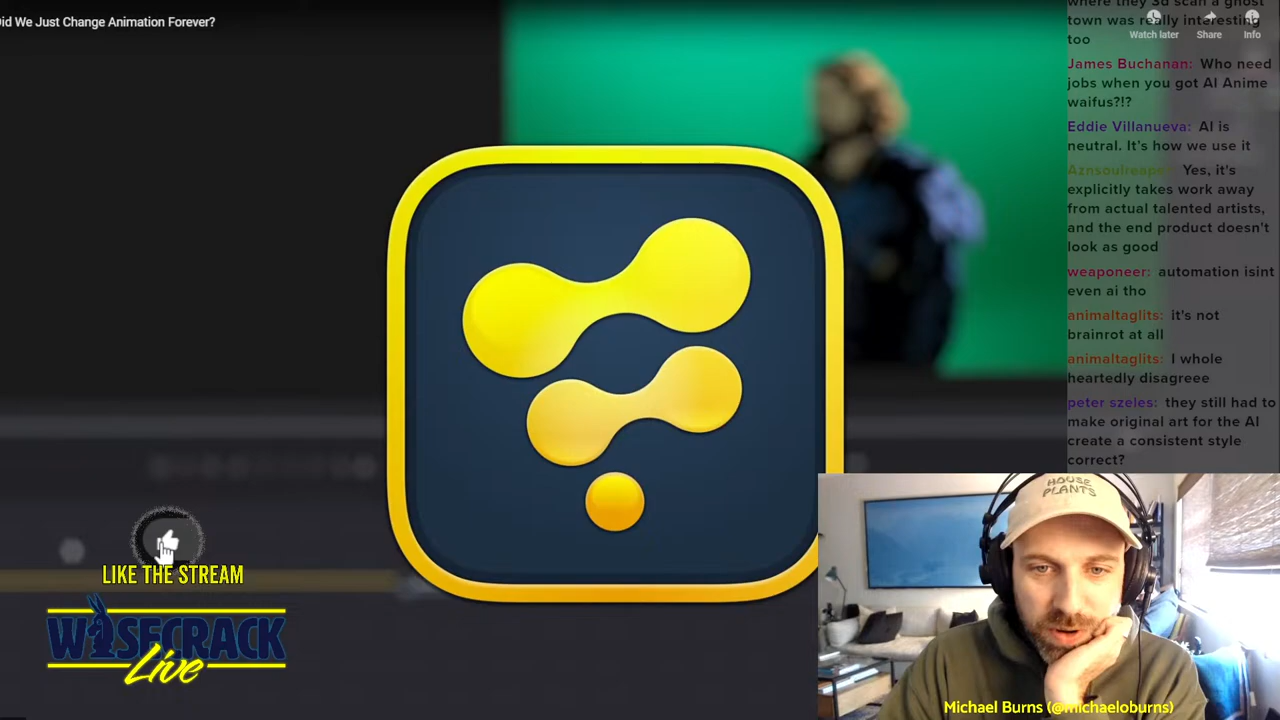 Did We Just Change Animation Forever?
Watch later
Share
Info
where they 3d scan a ghost
town was really interesting
too
James Buchanan: Who need
jobs when you got AI Anime
waifus?!?
Eddie Villanueva: AI is
neutral. It's how we use it
Aznsoulreaper: Yes, it's
explicitly takes work away
from actual talented artists,
and the end product doesn't
look as good
weaponeer: automation isint
even ai tho
animaltaglits: it's not
brainrot at all
animaltaglits: I whole
heartedly disagreee
peter szeles: they still had to
make original art for the AI
create a consistent style
correct?
HOUSE
PLANTS
LIKE THE STREAM
WISECRACK
Live
Michael Burns (@michaeloburns)